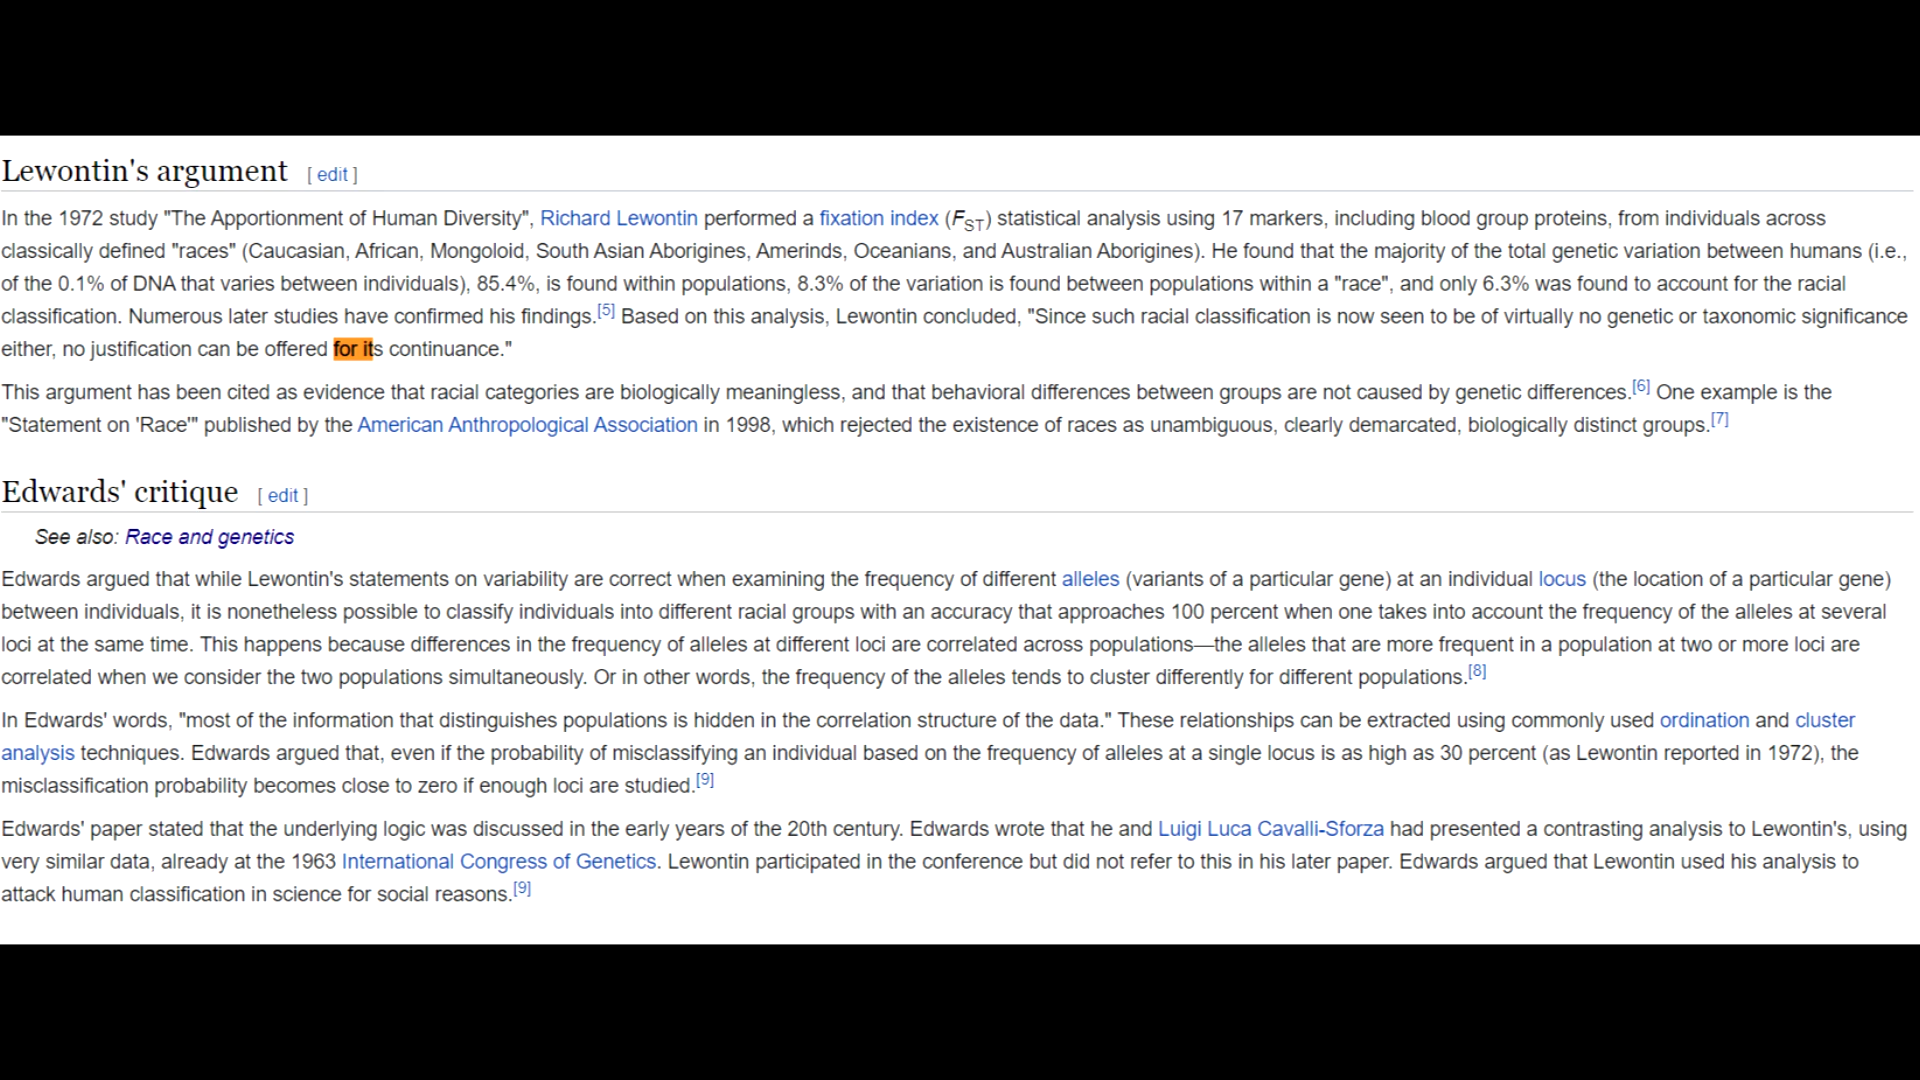 Lewontin's argument [ edit ]
In the 1972 study "The Apportionment of Human Diversity", Richard Lewontin performed a fixation index (FST) statistical analysis using 17 markers, including blood group proteins, from individuals across
classically defined "races" (Caucasian, African, Mongoloid, South Asian Aborigines, Amerinds, Oceanians, and Australian Aborigines). He found that the majority of the total genetic variation between humans (i.e.,
of the 0.1% of DNA that varies between individuals), 85.4%, is found within populations, 8.3% of the variation is found between populations within a "race", and only 6.3% was found to account for the racial
classification. Numerous later studies have confirmed his findings.[5] Based on this analysis, Lewontin concluded, "Since such racial classification is now seen to be of virtually no genetic or taxonomic significance
either, no justification can be offered for its continuance."
This argument has been cited as evidence that racial categories are biologically meaningless, and that behavioral differences between groups are not caused by genetic differences.[6] One example is the
"Statement on 'Race'" published by the American Anthropological Association in 1998, which rejected the existence of races as unambiguous, clearly demarcated, biologically distinct groups.[7]
Edwards' critique [ edit ]
See also: Race and genetics
Edwards argued that while Lewontin's statements on variability are correct when examining the frequency of different alleles (variants of a particular gene) at an individual locus (the location of a particular gene)
between individuals, it is nonetheless possible to classify individuals into different racial groups with an accuracy that approaches 100 percent when one takes into account the frequency of the alleles at several
loci at the same time. This happens because differences in the frequency of alleles at different loci are correlated across populations—the alleles that are more frequent in a population at two or more loci are
correlated when we consider the two populations simultaneously. Or in other words, the frequency of the alleles tends to cluster differently for different populations.[8]
In Edwards' words, "most of the information that distinguishes populations is hidden in the correlation structure of the data." These relationships can be extracted using commonly used ordination and cluster
analysis techniques. Edwards argued that, even if the probability of misclassifying an individual based on the frequency of alleles at a single locus is as high as 30 percent (as Lewontin reported in 1972), the
misclassification probability becomes close to zero if enough loci are studied.[9]
Edwards' paper stated that the underlying logic was discussed in the early years of the 20th century. Edwards wrote that he and Luigi Luca Cavalli-Sforza had presented a contrasting analysis to Lewontin's, using
very similar data, already at the 1963 International Congress of Genetics. Lewontin participated in the conference but did not refer to this in his later paper. Edwards argued that Lewontin used his analysis to
attack human classification in science for social reasons.[9]